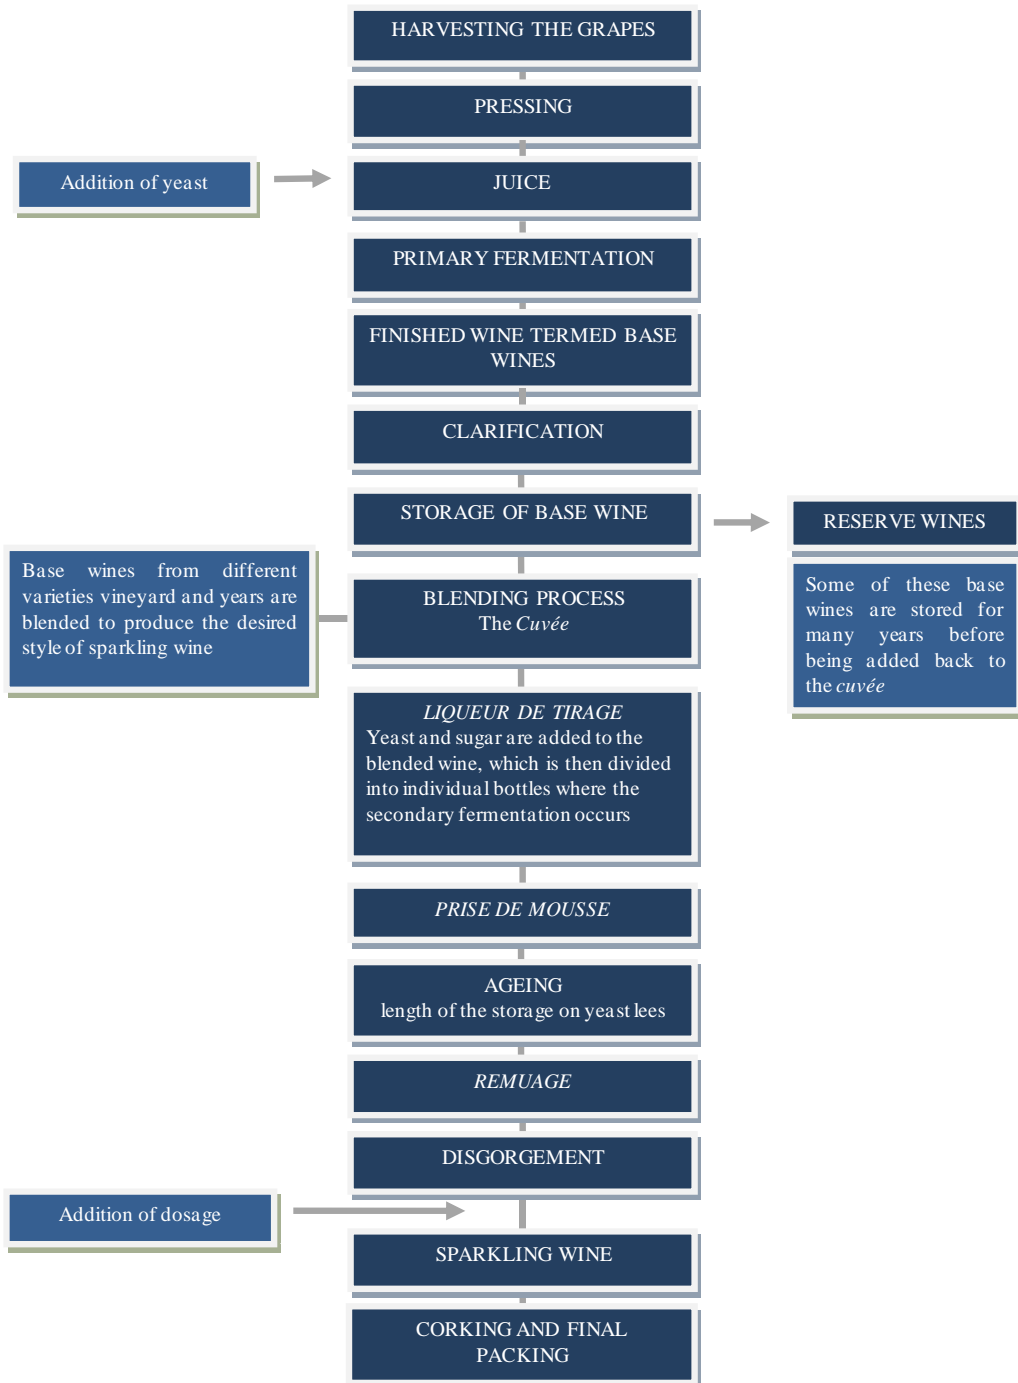 HARVESTING THE GRAPES
PRESSING
Addition of yeast
JUICE
PRIMARY FERMENTATION
FINISHED WINE TERMED BASE
WINES
CLARIFICATION
STORAGE OF BASE WINE
RESERVE WINES
Some of these base
wines are stored for
many years before
being added back to
the cuvée
Base wines from different
varieties vineyard and years are
blended to produce the desired
style of sparkling wine
BLENDING PROCESS
The Cuvée
LIQUEUR DE TIRAGE
Yeast and sugar are added to the
blended wine, which is then divided
into individual bottles where the
secondary fermentation occurs
PRISE DE MOUSSE
AGEING
length of the storage on yeast lees
REMUAGE
DISGORGEMENT
Addition of dosage
SPARKLING WINE
CORKING AND FINAL
PACKING